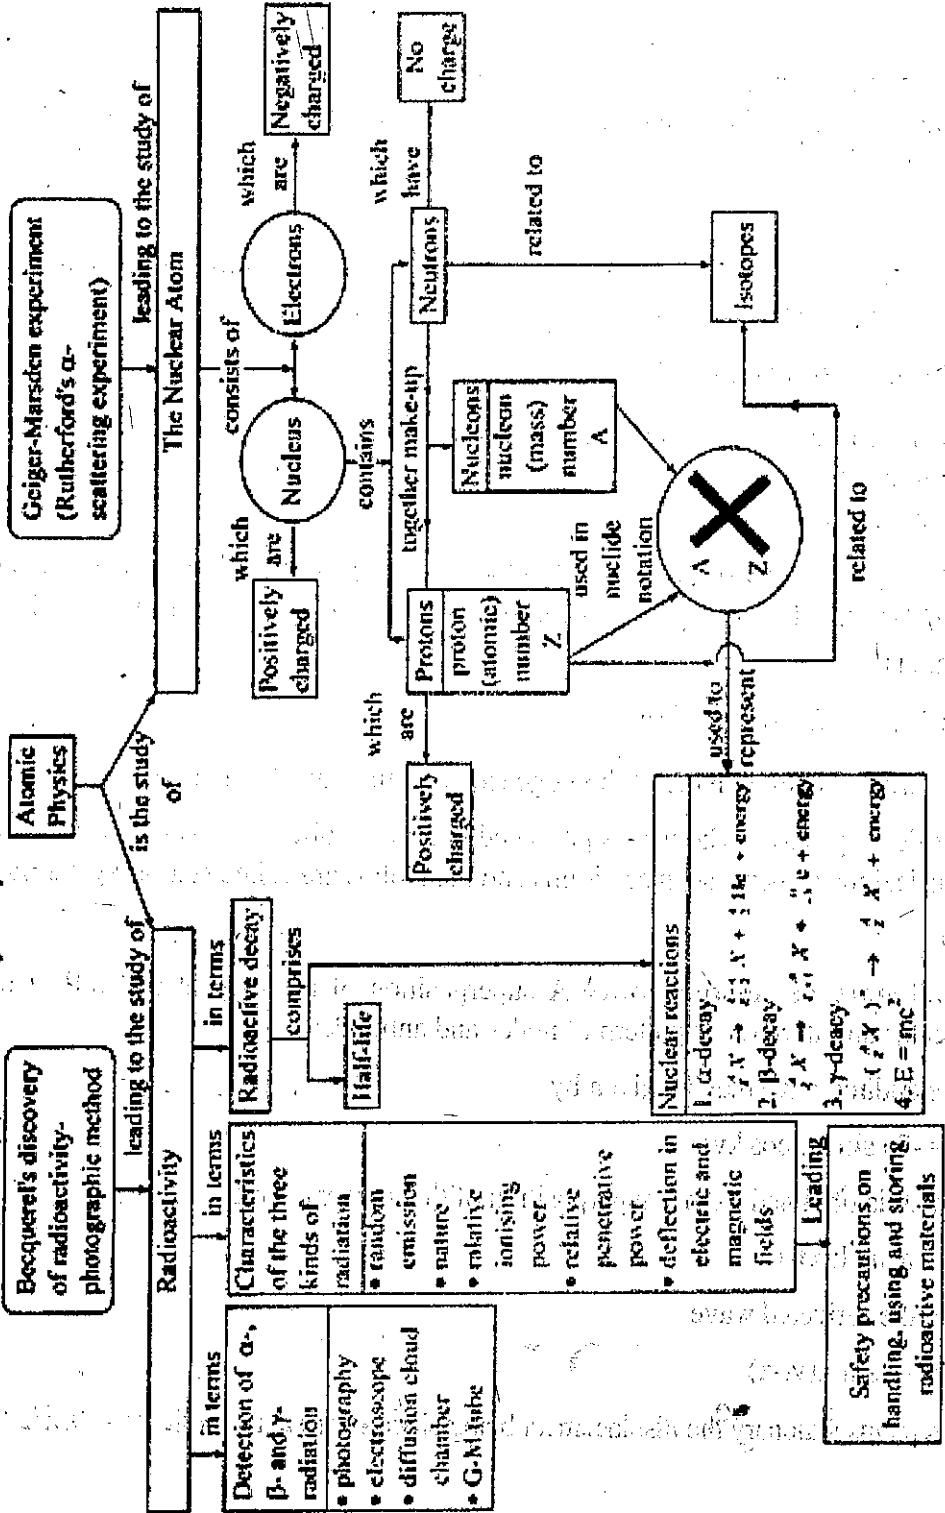 Atomic
Physics
is the study
of
Becquerel's discovery
of radioactivity-
photographic method
leading to the study of
Radioactivity
in terms
Detection of α-,
β- and γ-
radiation
• photography
• electroscope
• diffusion cloud
chamber
• G-M tube
in terms
Characteristics
of the three
kinds of
radiation
• randon
emission
• nature
• ralative
ionising
power
• relative
penetrative
power
• deflection in
electric and
magnetic
fields
Leading
Safety precautions on
handling, using and storing
radioactive materials
in terms
Radioactive decay
comprises
Half-life
Nuclear reactions
1. α-decay
2. β-decay
3. γ-deacy
4. E = mc²
used to
represent
Geiger-Marsden experiment
(Rutherford's α-
scattering experiment)
leading to the study of
The Nuclear Atom
consists of
Nucleus
which
are
Positively
charged
Electrons
which
are
Negatively
charged
contains
together make-up
Protons
proton
(atomic)
number
Z
which
are
Positively
charged
Nucleons
nucleon
(mass)
number
A
Neutrons
which
have
No
charge
related to
Isotopes
used in
nuclide
notation
A
Z
X
related to